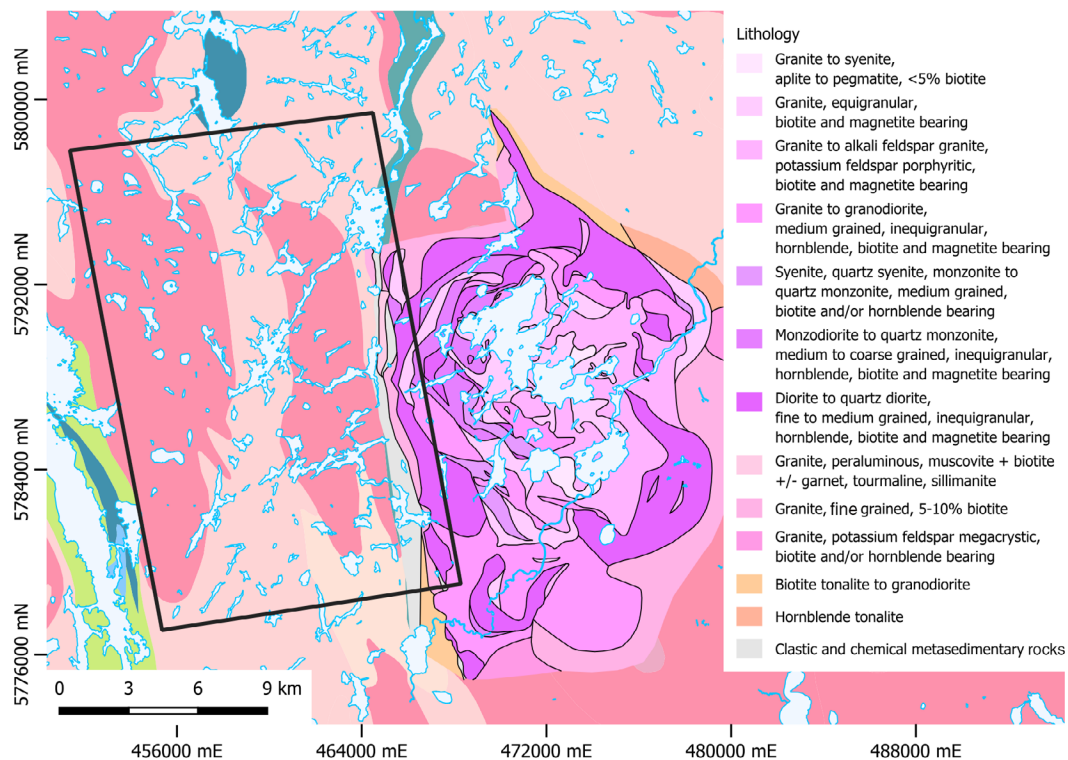 5800000 mN
5792000 mN
5784000 mN
5776000 mN
Lithology
Granite to syenite,
aplite to pegmatite, <5% biotite
Granite, equigranular,
biotite and magnetite bearing
Granite to alkali feldspar granite,
potassium feldspar porphyritic,
biotite and magnetite bearing
Granite to granodiorite,
medium grained, inequigranular,
hornblende, biotite and magnetite bearing
Syenite, quartz syenite, monzonite to
quartz monzonite, medium grained,
biotite and/or hornblende bearing
Monzodiorite to quartz monzonite,
medium to coarse grained, inequigranular,
hornblende, biotite and magnetite bearing
Diorite to quartz diorite,
fine to medium grained, inequigranular,
hornblende, biotite and magnetite bearing
Granite, peraluminous, muscovite + biotite
+/- garnet, tourmaline, sillimanite
Granite, fine grained, 5-10% biotite
Granite, potassium feldspar megacrystic,
biotite and/or hornblende bearing
Biotite tonalite to granodiorite
Hornblende tonalite
Clastic and chemical metasedimentary rocks
0 3 6 9 km
456000 mE 464000 mE 472000 mE 480000 mE 488000 mE